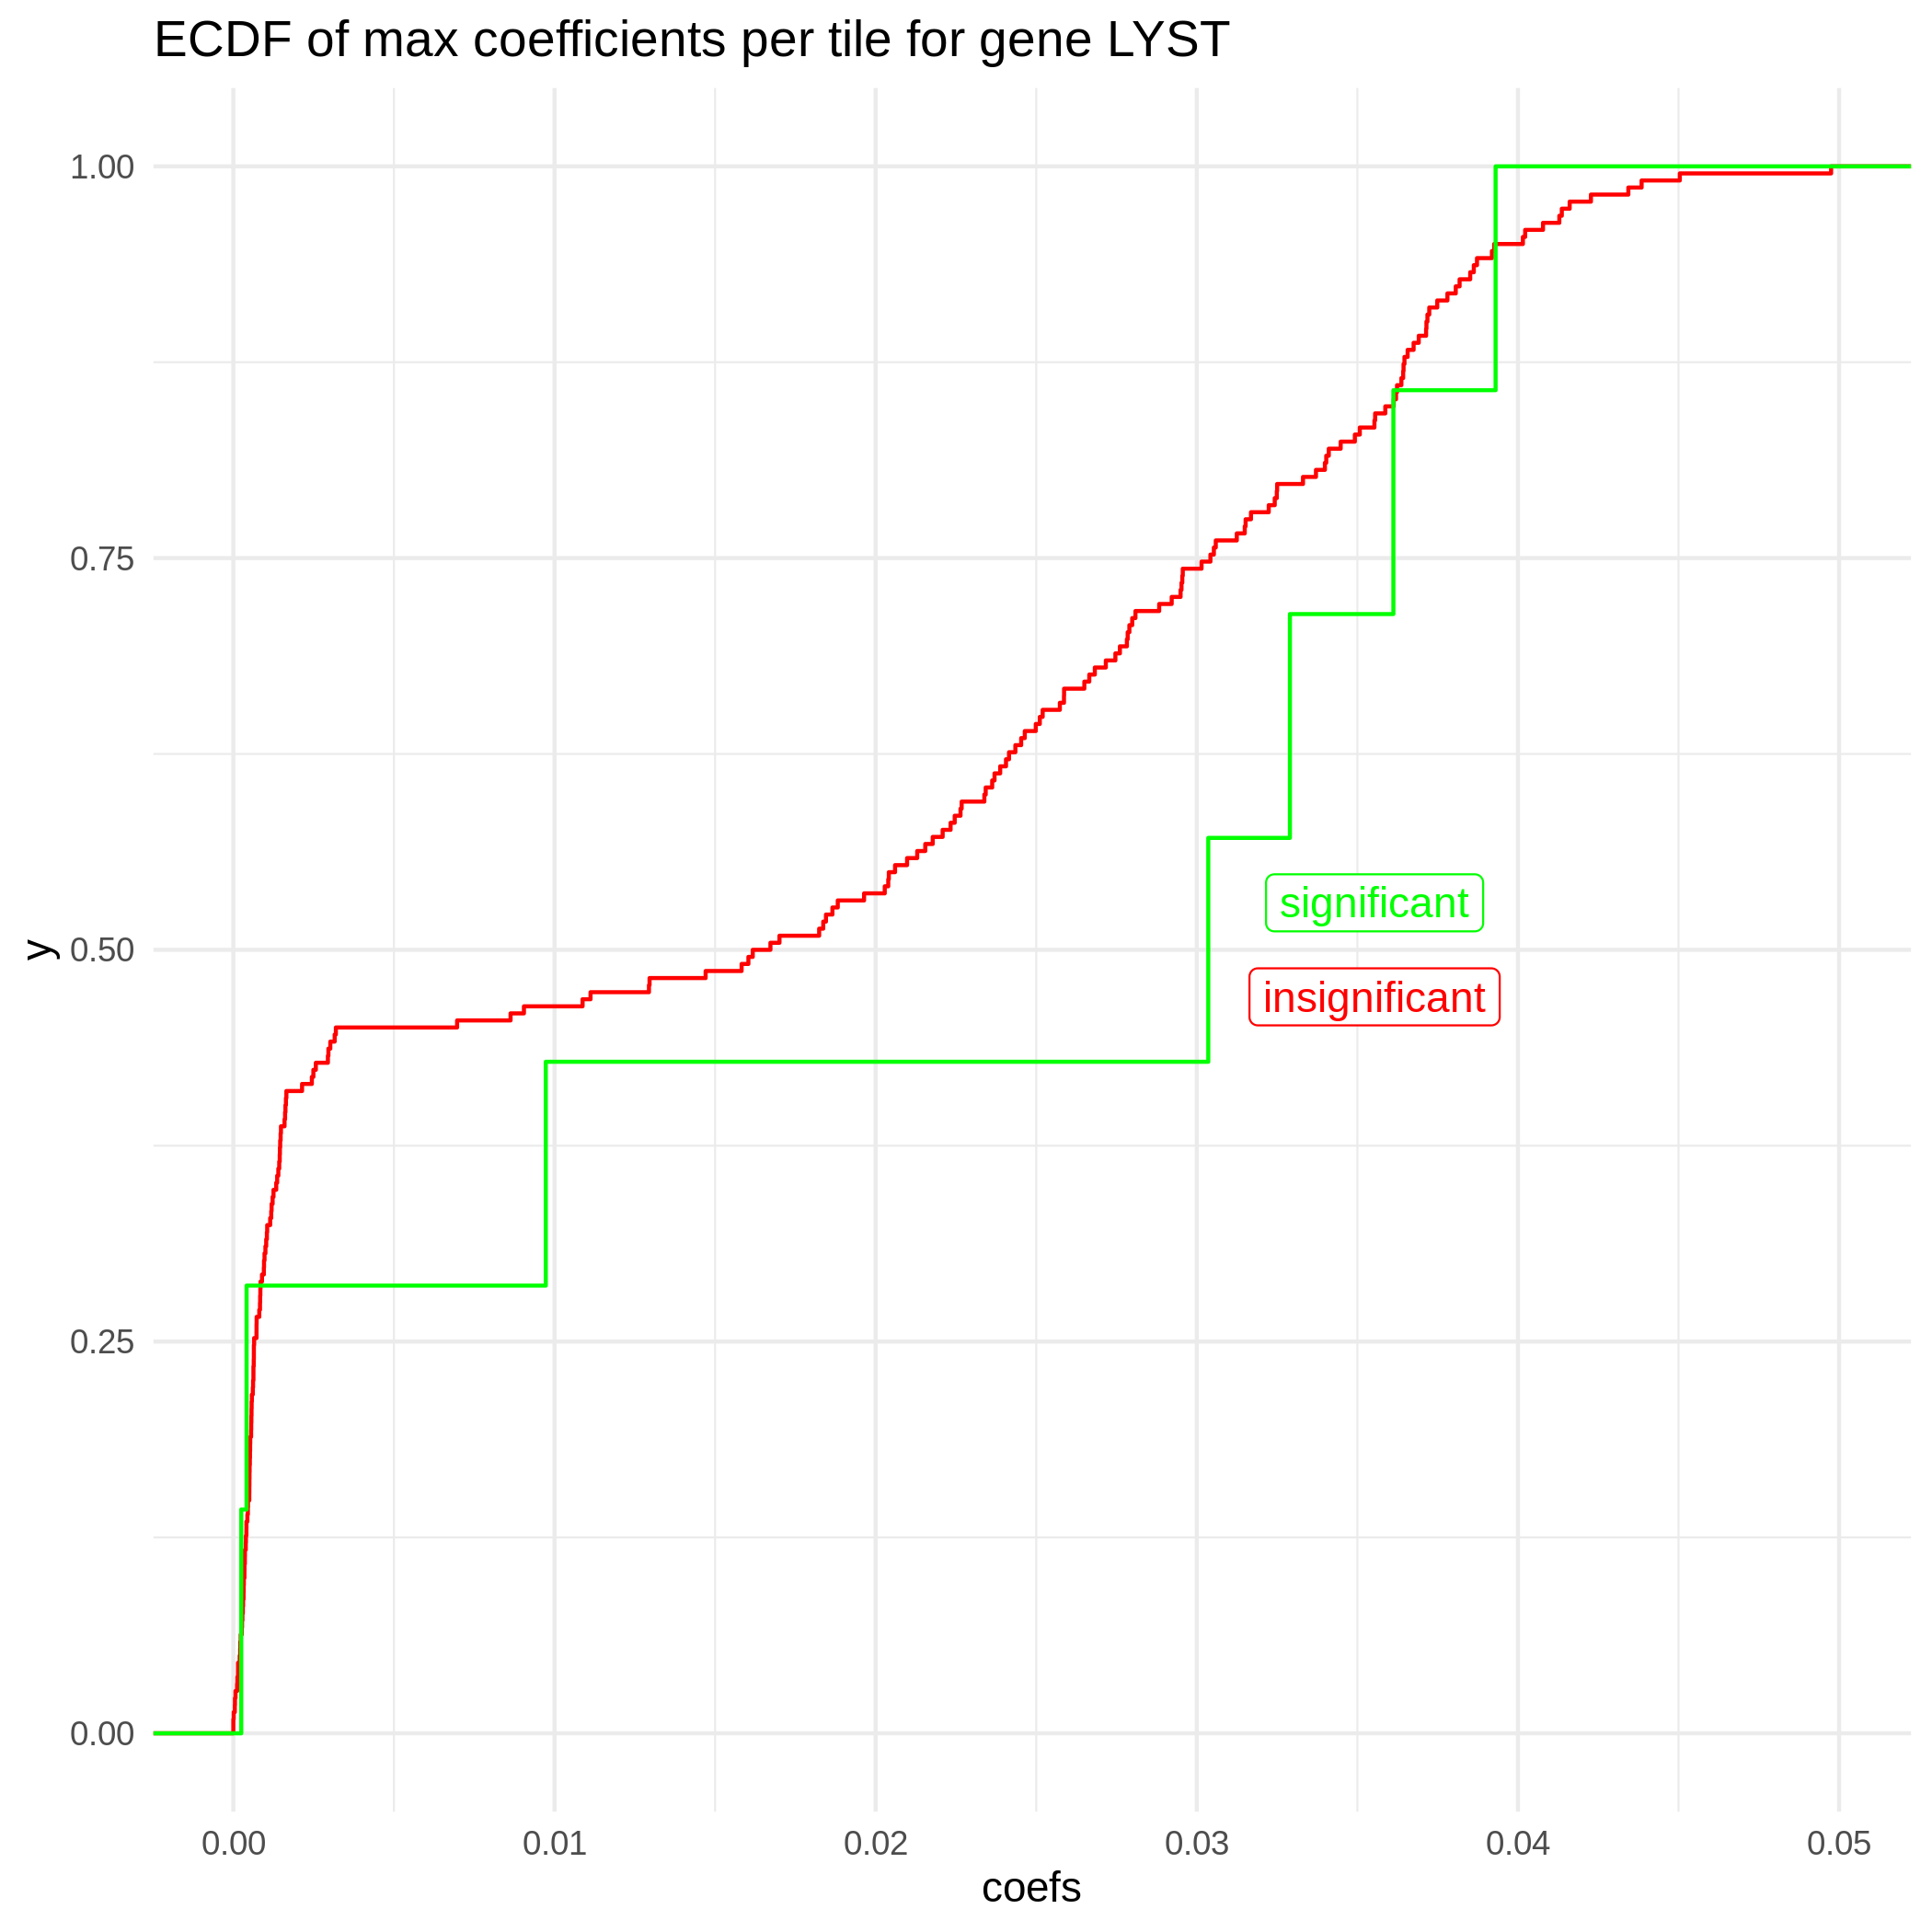 ECDF of max coefficients per tile for gene LYST
1.00
0.75
0.50
0.25
0.00
y
significant
insignificant
0.00 0.01 0.02 0.03 0.04 0.05
coefs